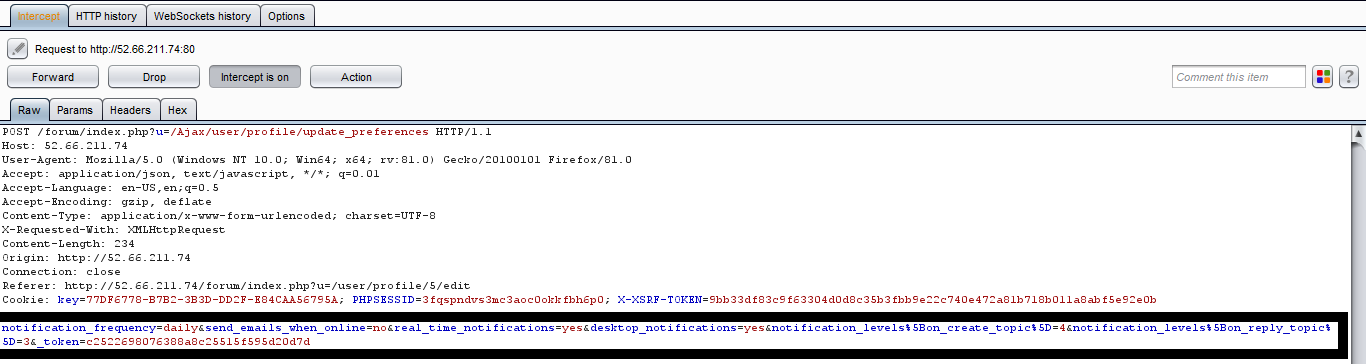 Intercept HTTP history WebSockets history Options
Request to http://52.66.211.74:80
Forward Drop Intercept is on Action Comment this item ?
Raw Params Headers Hex
POST /forum/index.php?u=/Ajax/user/profile/update_preferences HTTP/1.1
Host: 52.66.211.74
User-Agent: Mozilla/5.0 (Windows NT 10.0; Win64; x64; rv:81.0) Gecko/20100101 Firefox/81.0
Accept: application/json, text/javascript, */*; q=0.01
Accept-Language: en-US,en;q=0.5
Accept-Encoding: gzip, deflate
Content-Type: application/x-www-form-urlencoded; charset=UTF-8
X-Requested-With: XMLHttpRequest
Content-Length: 234
Origin: http://52.66.211.74
Connection: close
Referer: http://52.66.211.74/forum/index.php?u=/user/profile/5/edit
Cookie: key=77DF6778-B7B2-3B3D-DD2F-E84CAA56795A; PHPSESSID=3fqspndvs3mc3aoc0okkfbh6p0; X-XSRF-TOKEN=9bb33df83c9f63304d0d8c35b3fbb9e22c740e472a81b718b011a8abf5e92e0b
notification_frequency=daily&send_emails_when_online=no&real_time_notifications=yes&desktop_notifications=yes&notification_levels%5Bon_create_topic%5D=4&notification_levels%5Bon_reply_topic%
5D=3&_token=c2522698076388a8c25515f595d20d7d